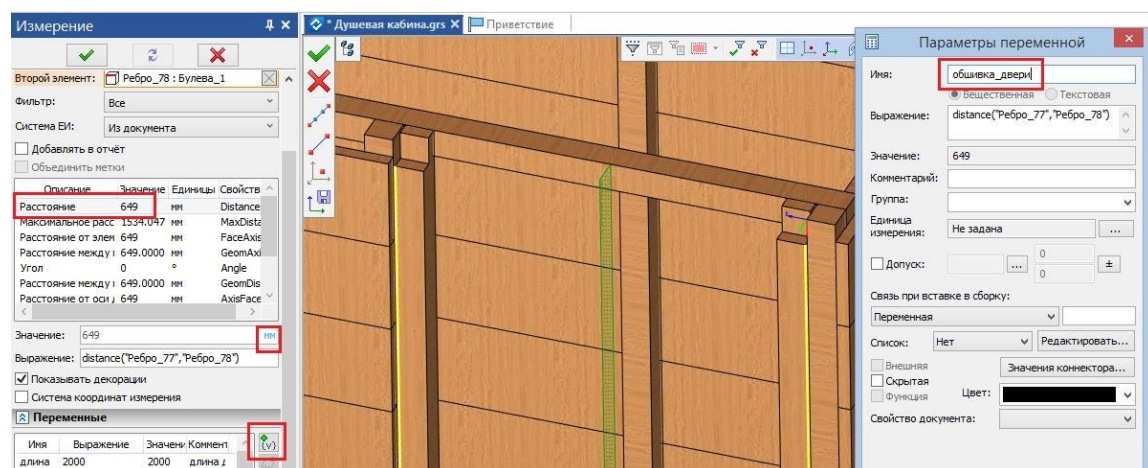 Измерение
Второй элемент: Ребро_78 : Булева_1
Фильтр: Все
Система ЕИ: Из документа
Добавлять в отчёт
Объединить метки
Описание Значение Единицы Свойств
Расстояние 649 мм Distance
Максимальное расс 1534.047 мм MaxDista
Расстояние от элем 649 мм FaceAxis
Расстояние между 649.0000 мм GeomAxi
Угол 0 ° Angle
Расстояние между 649.0000 мм GeomDis
Расстояние от оси 649 мм AxisFace
Значение: 649 мм
Выражение: distance("Ребро_77","Ребро_78")
Показывать декорации
Система координат измерения
Переменные
Имя Выражение Значени Коммент
длина 2000 2000 длина
* Душевая кабина.grs
Приветствие
Параметры переменной
Имя: обшивка_двери
Вещественная Текстовая
Выражение: distance("Ребро_77","Ребро_78")
Значение: 649
Комментарий:
Группа:
Единица измерения: Не задана ...
Допуск: ... 0 ±
0
Связь при вставке в сборку:
Переменная
Список: Нет Редактировать...
Внешняя Значения коннектора...
Скрытая
Функция Цвет:
Свойство документа: